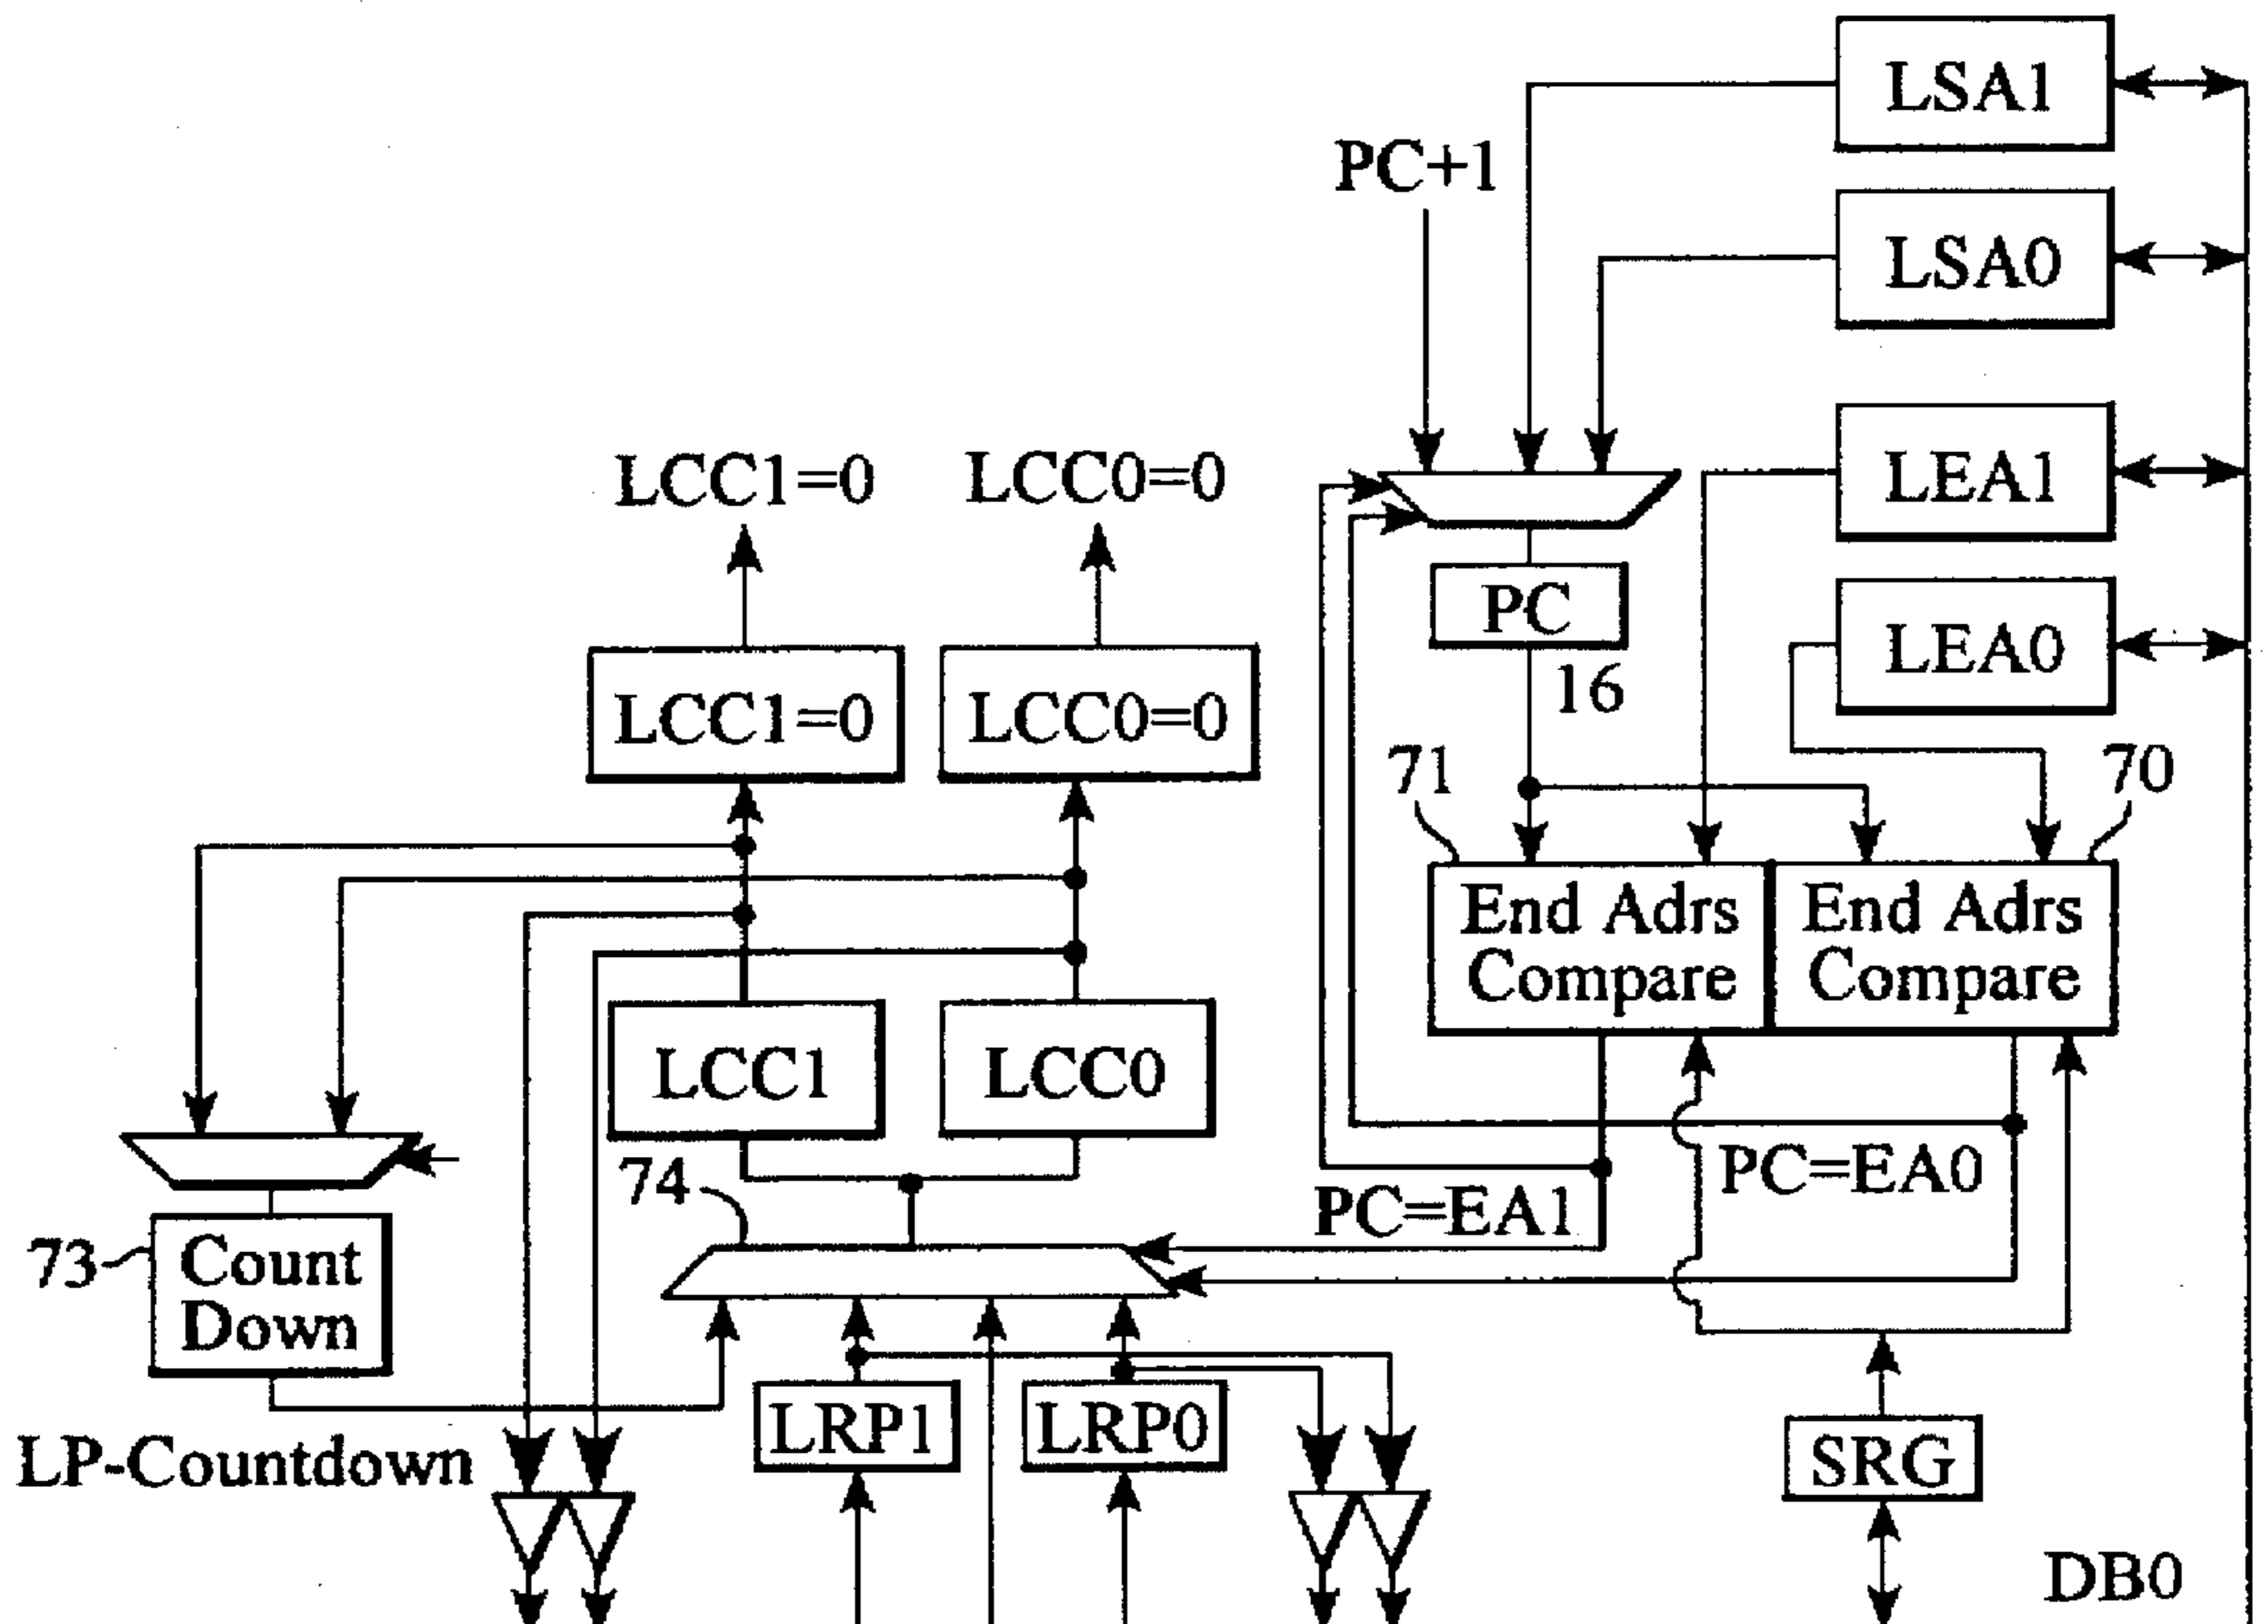 LSA1
PC+1
LSA0
LCC1=0
LCC0=0
LEA1
PC
LEA0
16
LCC1=0
LCC0=0
71
70
End Adrs
Compare
End Adrs
Compare
LCC1
LCC0
74
PC=EA0
PC=EA1
73
Count
Down
LRP1
LRP0
LP-Countdown
SRG
DB0